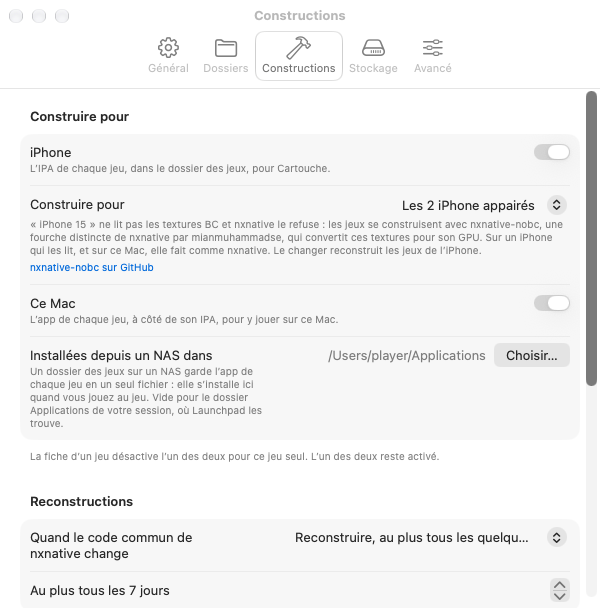 Constructions
Général
Dossiers
Constructions
Stockage
Avancé
Construire pour
iPhone
L'IPA de chaque jeu, dans le dossier des jeux, pour Cartouche.
Construire pour
Les 2 iPhone appairés
« iPhone 15 » ne lit pas les textures BC et nxnative le refuse : les jeux se construisent avec nxnative-nobc, une
fourche distincte de nxnative par mianmuhammadse, qui convertit ces textures pour son GPU. Sur un iPhone
qui les lit, et sur ce Mac, elle fait comme nxnative. Le changer reconstruit les jeux de l'iPhone.
nxnative-nobc sur GitHub
Ce Mac
L'app de chaque jeu, à côté de son IPA, pour y jouer sur ce Mac.
Installées depuis un NAS dans
/Users/player/Applications
Choisir...
Un dossier des jeux sur un NAS garde l'app de
chaque jeu en un seul fichier : elle s'installe ici
quand vous jouez au jeu. Vide pour le dossier
Applications de votre session, où Launchpad les
trouve.
La fiche d'un jeu désactive l'un des deux pour ce jeu seul. L'un des deux reste activé.
Reconstructions
Quand le code commun de
nxnative change
Reconstruire, au plus tous les quelqu...
Au plus tous les 7 jours